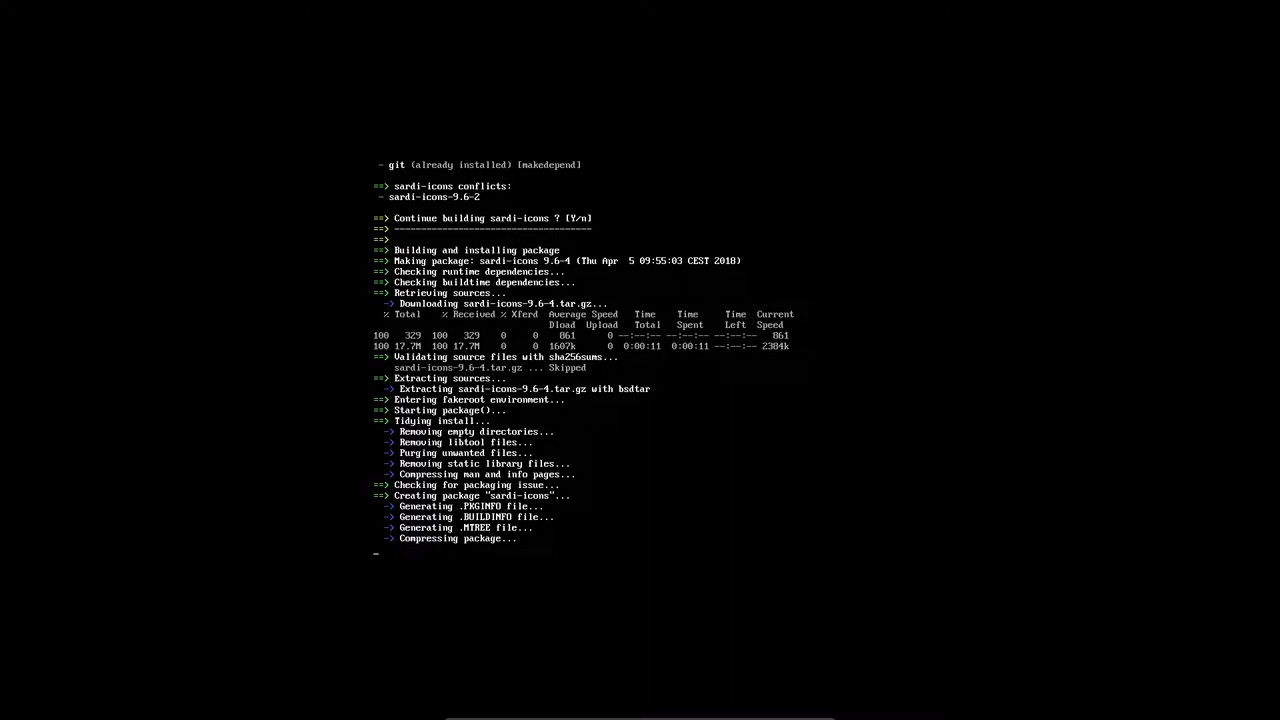 - git (already installed) [makedepend]
==> sardi-icons conflicts:
- sardi-icons-9.6-2
==> Continue building sardi-icons ? [Y/n]
==> -------------------------------------
==>
==> Building and installing package
==> Making package: sardi-icons 9.6-4 (Thu Apr  5 09:55:03 CEST 2018)
==> Checking runtime dependencies...
==> Checking buildtime dependencies...
==> Retrieving sources...
-> Downloading sardi-icons-9.6-4.tar.gz...
% Total    % Received % Xferd  Average Speed   Time    Time     Time  Current
Dload  Upload   Total   Spent    Left  Speed
100   329  100   329    0     0    861      0 --:--:-- --:--:-- --:--:--   861
100 17.7M  100 17.7M    0     0  1607k      0  0:00:11  0:00:11 --:--:-- 2384k
==> Validating source files with sha256sums...
sardi-icons-9.6-4.tar.gz ... Skipped
==> Extracting sources...
-> Extracting sardi-icons-9.6-4.tar.gz with bsdtar
==> Entering fakeroot environment...
==> Starting package()...
==> Tidying install...
-> Removing empty directories...
-> Removing libtool files...
-> Purging unwanted files...
-> Removing static library files...
-> Compressing man and info pages...
==> Checking for packaging issue...
==> Creating package "sardi-icons"...
-> Generating .PKGINFO file...
-> Generating .BUILDINFO file...
-> Generating .MTREE file...
-> Compressing package...